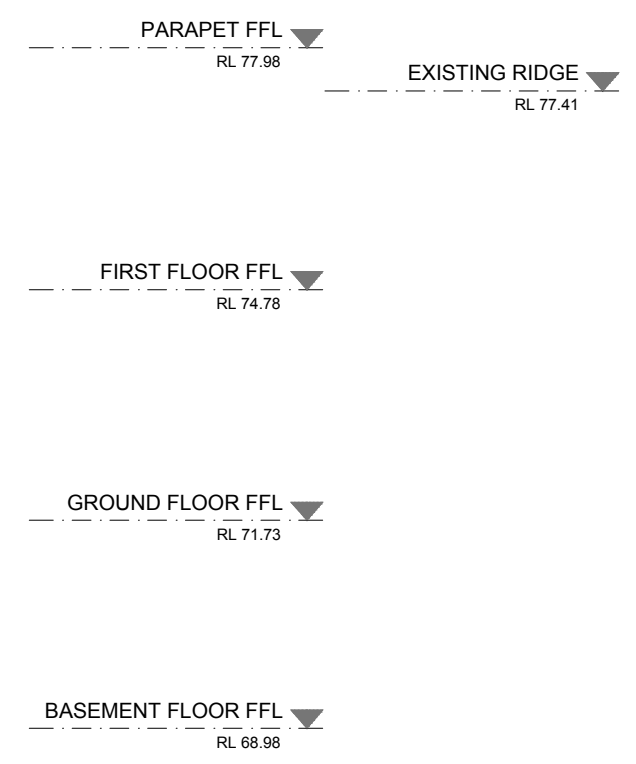 PARAPET FFL
RL 77.98
EXISTING RIDGE
RL 77.41
FIRST FLOOR FFL
RL 74.78
GROUND FLOOR FFL
RL 71.73
BASEMENT FLOOR FFL
RL 68.98